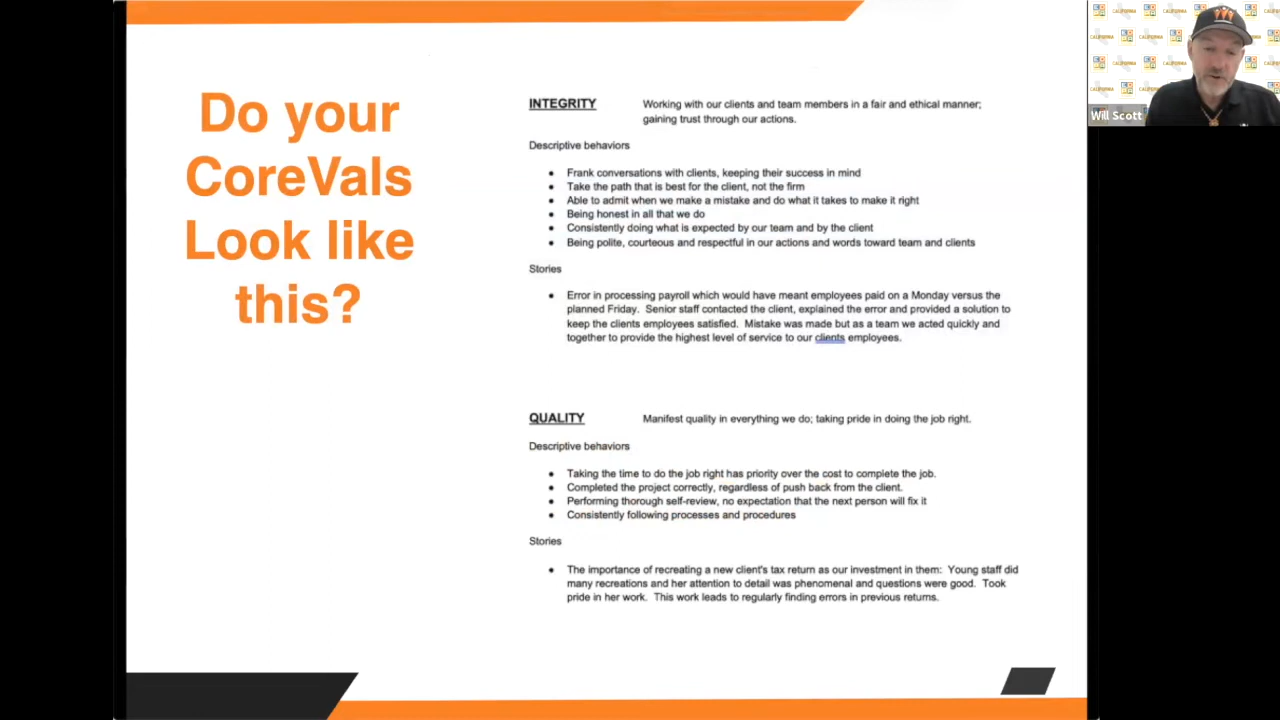 Do your
CoreVals
Look like
this?
INTEGRITY Working with our clients and team members in a fair and ethical manner;
gaining trust through our actions.
Descriptive behaviors
• Frank conversations with clients, keeping their success in mind
• Take the path that is best for the client, not the firm
• Able to admit when we make a mistake and do what it takes to make it right
• Being honest in all that we do
• Consistently doing what is expected by our team and by the client
• Being polite, courteous and respectful in our actions and words toward team and clients
Stories
• Error in processing payroll which would have meant employees paid on a Monday versus the
planned Friday. Senior staff contacted the client, explained the error and provided a solution to
keep the clients employees satisfied. Mistake was made but as a team we acted quickly and
together to provide the highest level of service to our clients employees.
QUALITY Manifest quality in everything we do; taking pride in doing the job right.
Descriptive behaviors
• Taking the time to do the job right has priority over the cost to complete the job.
• Completed the project correctly, regardless of push back from the client.
• Performing thorough self-review, no expectation that the next person will fix it
• Consistently following processes and procedures
Stories
• The importance of recreating a new client's tax return as our investment in them: Young staff did
many recreations and her attention to detail was phenomenal and questions were good. Took
pride in her work. This work leads to regularly finding errors in previous returns.
CALIFORNIA
CALIFORNIA
CALIFORNIA
Will Scott